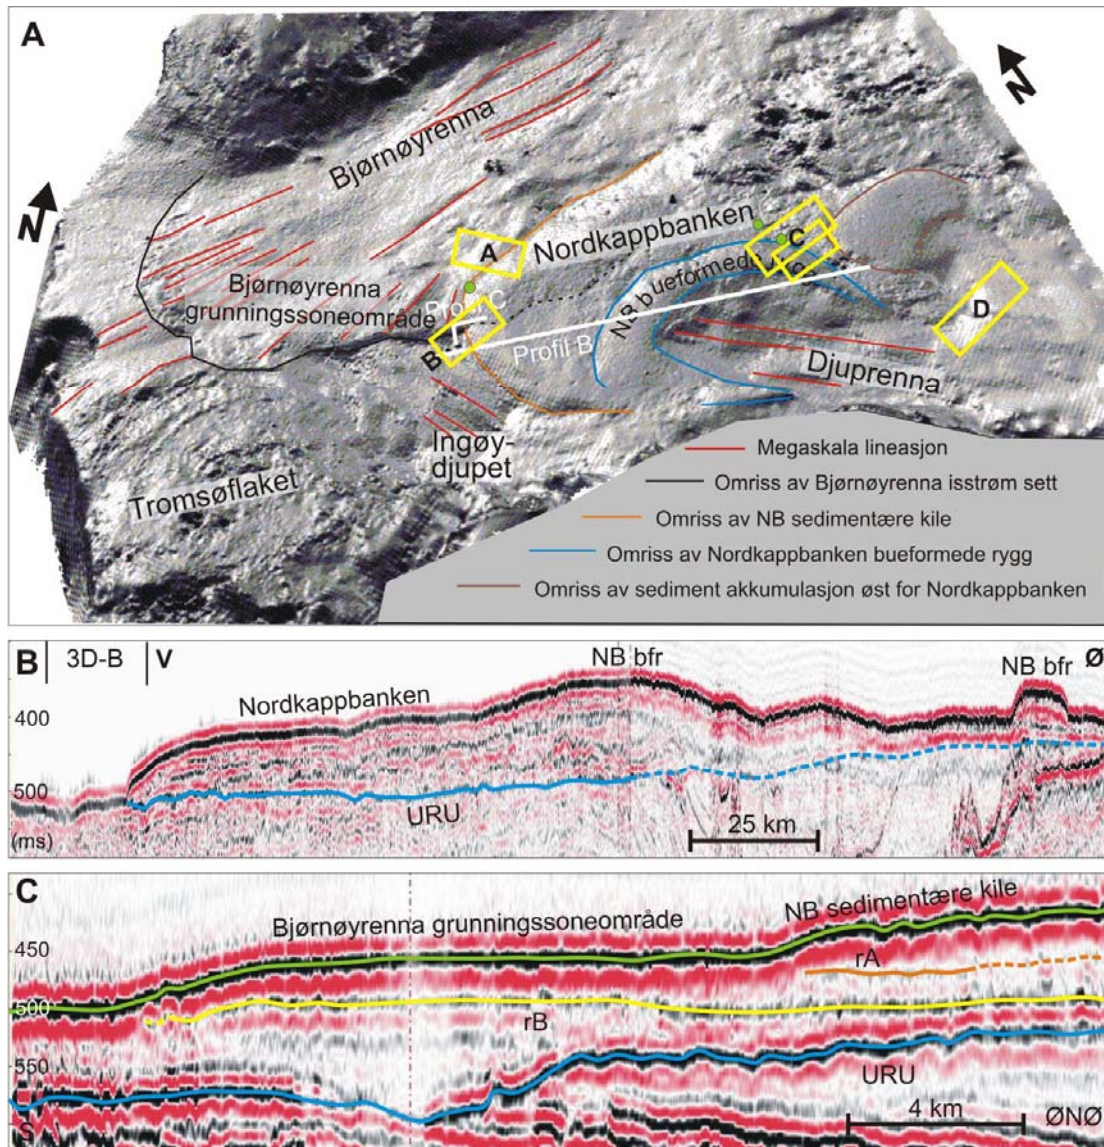 A
N
N
Bjørnøyrenna
Nordkappbanken
A
C
Bjørnøyrenna
grunningssoneområde
NB bueformede
Profil B
B
Djuprenna
D
Ingøy-
djupet
Tromsøflaket
Megaskala lineasjon
Omriss av Bjørnøyrenna isstrøm sett
Omriss av NB sedimentære kile
Omriss av Nordkappbanken bueformede rygg
Omriss av sediment akkumulasjon øst for Nordkappbanken
B
3D-B
V
NB bfr
NB bfr
Ø
Nordkappbanken
400
500
(ms)
URU
25 km
C
Bjørnøyrenna grunningssoneområde
NB sedimentære kile
450
rA
500
rB
550
URU
4 km
ØNØ